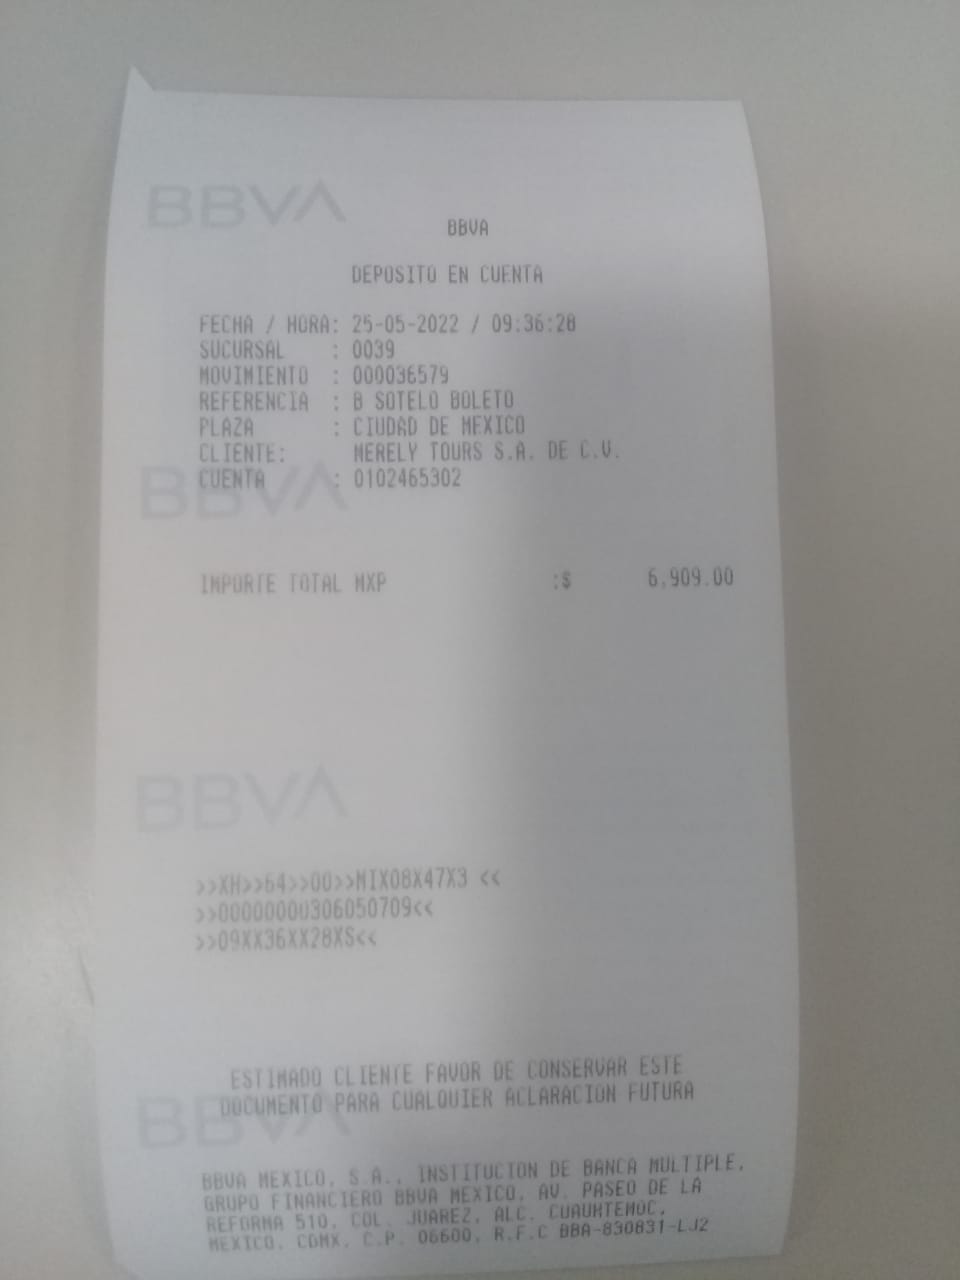 BBVA
BBVA
DEPOSITO EN CUENTA
FECHA / HORA: 25-05-2022 / 09:36:28
SUCURSAL : 0039
MOVIMIENTO : 000036579
REFERENCIA : B SOTELO BOLETO
PLAZA : CIUDAD DE MEXICO
CLIENTE: MERELY TOURS S.A. DE C.V.
CUENTA : 0102465302
BBVA
IMPORTE TOTAL MXP :$ 6,909.00
BBVA
>>XH>>64>>00>>MIX08X47X3 <<
>>00000000306050709<<
>>09XX36XX28XS<<
ESTIMADO CLIENTE FAVOR DE CONSERVAR ESTE
DOCUMENTO PARA CUALQUIER ACLARACION FUTURA
BBVA
BBVA MEXICO, S.A., INSTITUCION DE BANCA MULTIPLE,
GRUPO FINANCIERO BBVA MEXICO, AV. PASEO DE LA
REFORMA 510, COL. JUAREZ, ALC. CUAUHTEMOC,
MEXICO, CDMX, C.P. 06600, R.F.C BBA-830831-LJ2